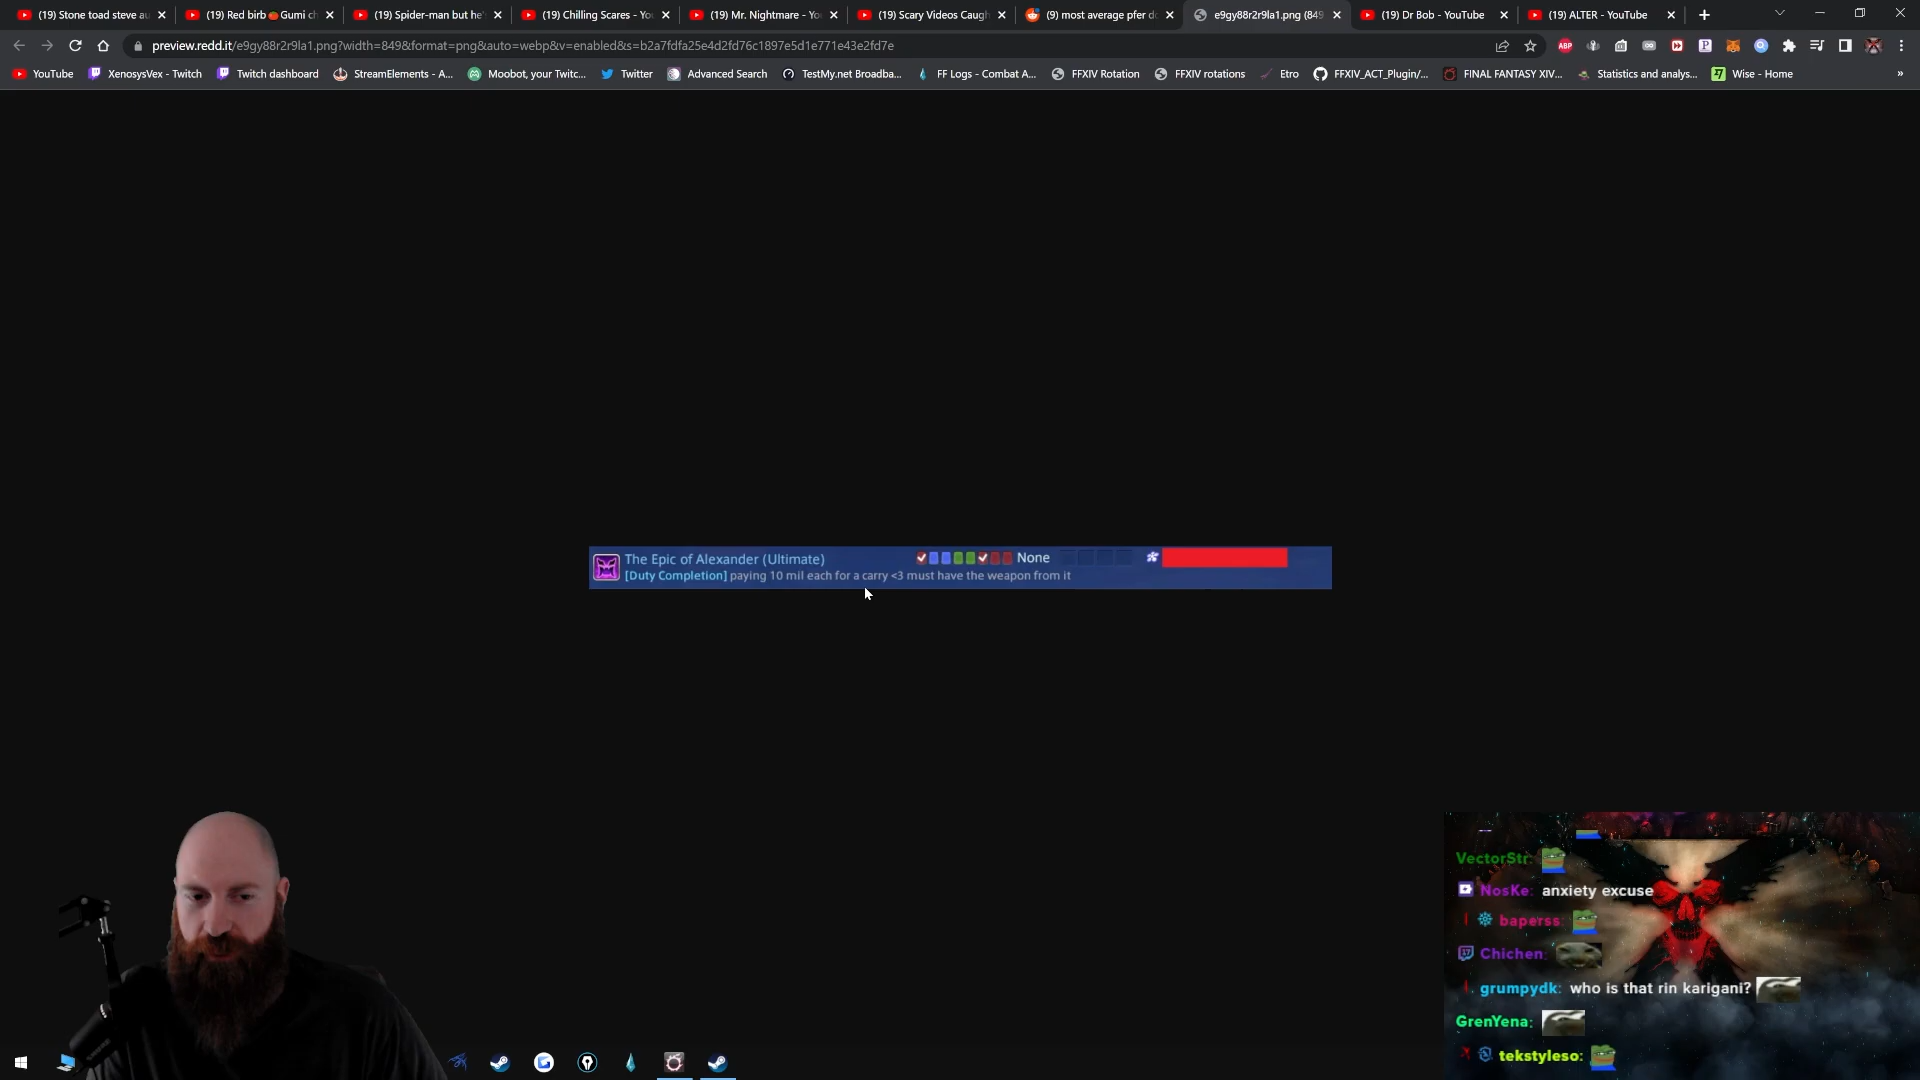 (19) Stone toad steve au
(19) Red birb🍅Gumi ch
(19) Spider-man but he'
(19) Chilling Scares - Yo
(19) Mr. Nightmare - Yo
(19) Scary Videos Caugh
(9) most average pfer d
e9gy88r2r9la1.png (849
(19) Dr Bob - YouTube
(19) ALTER - YouTube
preview.redd.it/e9gy88r2r9la1.png?width=849&format=png&auto=webp&v=enabled&s=b2a7fdfa25e4d2fd76c1897e5d1e771e43e2fd7e
ABP
YouTube
XenosysVex - Twitch
Twitch dashboard
StreamElements - A...
Moobot, your Twitc...
Twitter
Advanced Search
TestMy.net Broadba...
FF Logs - Combat A...
FFXIV Rotation
FFXIV rotations
Etro
FFXIV_ACT_Plugin/...
FINAL FANTASY XIV...
Statistics and analys...
Wise - Home
»
The Epic of Alexander (Ultimate)
None
[Duty Completion] paying 10 mil each for a carry <3 must have the weapon from it
VectorStr:
NosKe: anxiety excuse
baperss:
Chichen:
grumpydk: who is that rin karigani?
GrenYena:
tekstyleso: